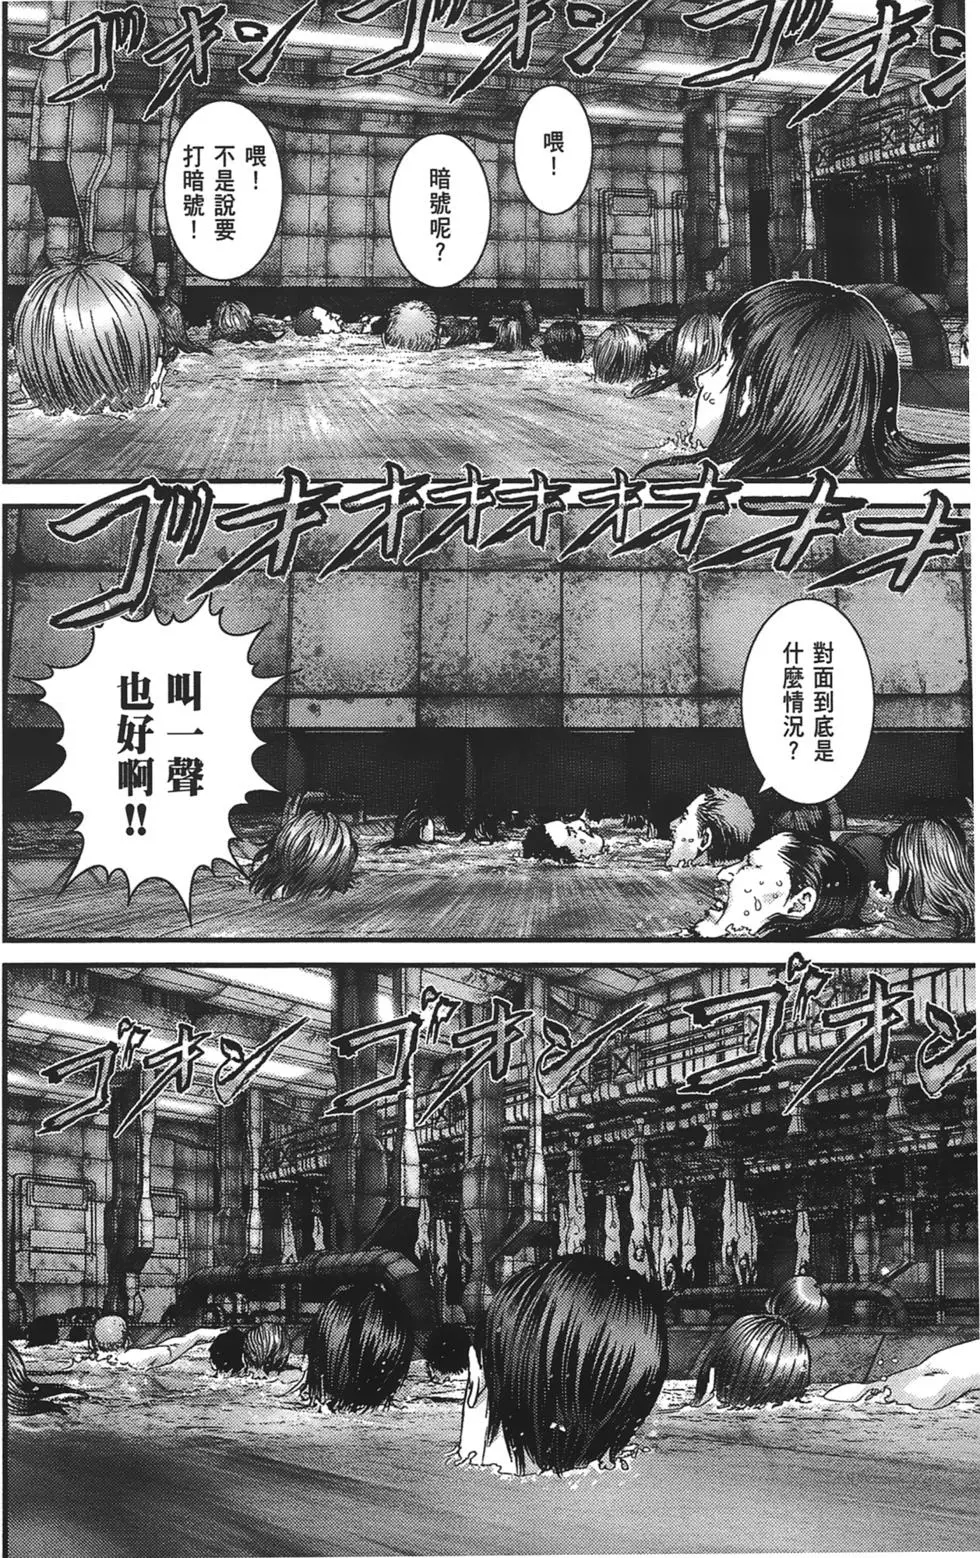 ゴオン
ゴオン
ゴオン
喂！
暗號呢？
喂！
不是說要
打暗號！
ゴオオオオオオオ
對面到底是
什麼情況？
叫一聲
也好啊!!
ゴオン
ゴオン
ゴオン